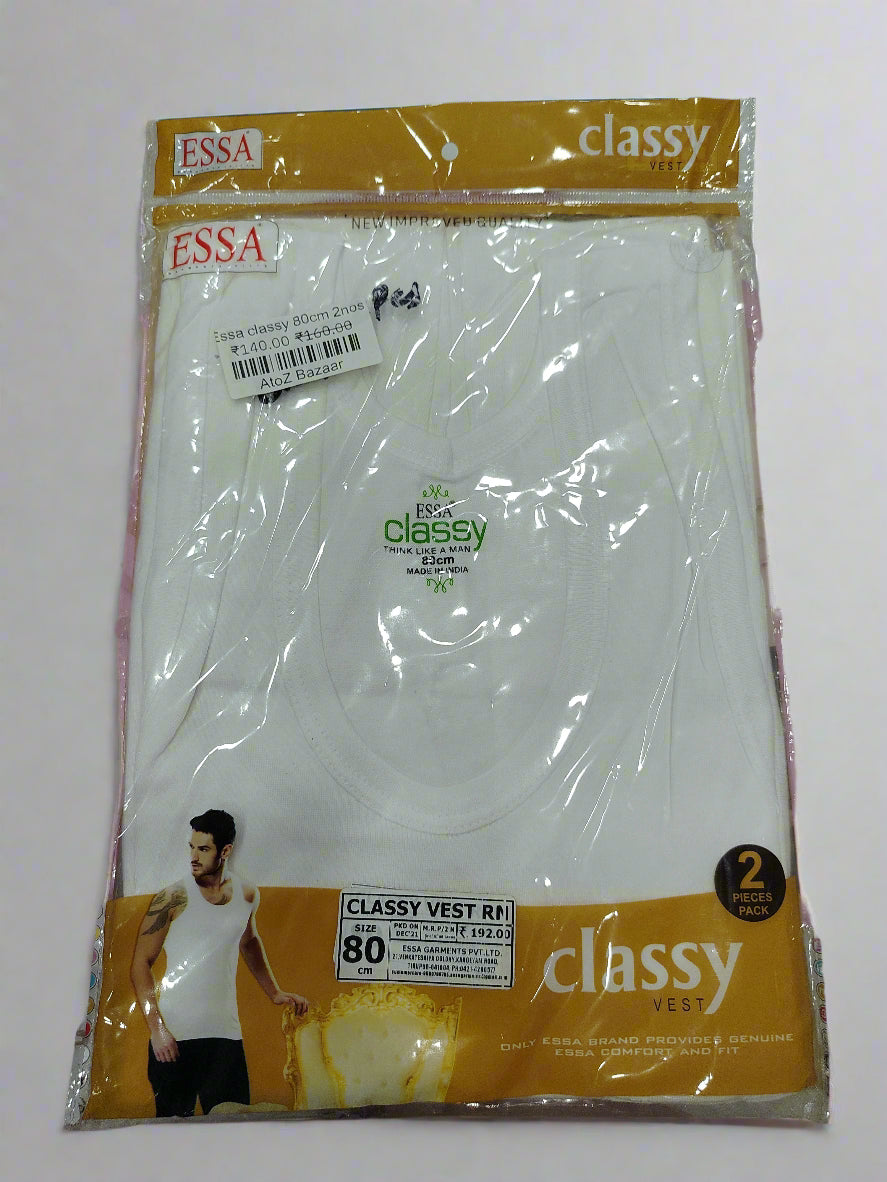 ESSA
classy
VEST
"NEW IMPROVED QUALITY"
ESSA
Pcs
Essa classy 80cm 2nos
₹140.00 ₹160.00
AtoZ Bazaar
ESSA
classy
THINK LIKE A MAN
80cm
MADE IN INDIA
2
PIECES
PACK
CLASSY VEST RN
SIZE
80
cm
PKD ON
DEC'21
M.R.P/2 N
₹ 192.00
ESSA GARMENTS PVT.LTD.
classy
VEST
ONLY ESSA BRAND PROVIDES GENUINE
ESSA COMFORT AND FIT